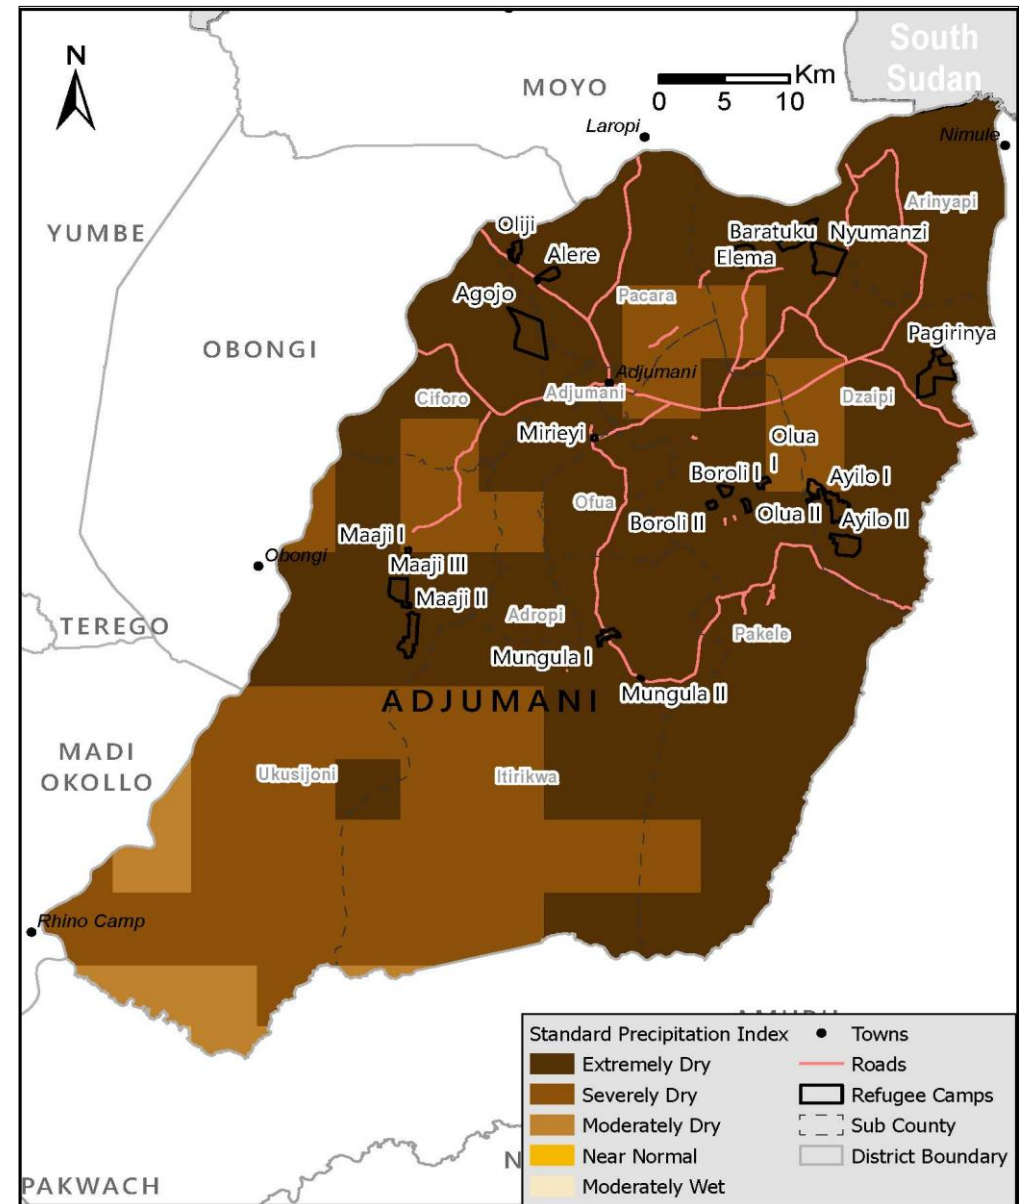 South
Sudan
N
MOYO
Km
0 5 10
Laropi
Nimule
Arinyapi
YUMBE
Oliji
Baratuku
Nyumanzi
Alere
Elema
Agojo
Pacara
OBONGI
Pagirinya
Adjumani
Ciforo
Adjumani
Dzaipi
Mirieyi
Olua
I
Boroli I
Ayilo I
Ofua
Boroli II
Olua II
Ayilo II
Maaji I
Obongi
Maaji III
Maaji II
TEREGO
Adropi
Pakele
Mungula I
Mungula II
ADJUMANI
MADI
OKOLLO
Ukusijoni
Itirikwa
Rhino Camp
Standard Precipitation Index
Extremely Dry
Severely Dry
Moderately Dry
Near Normal
Moderately Wet
Towns
Roads
Refugee Camps
Sub County
District Boundary
N
PAKWACH